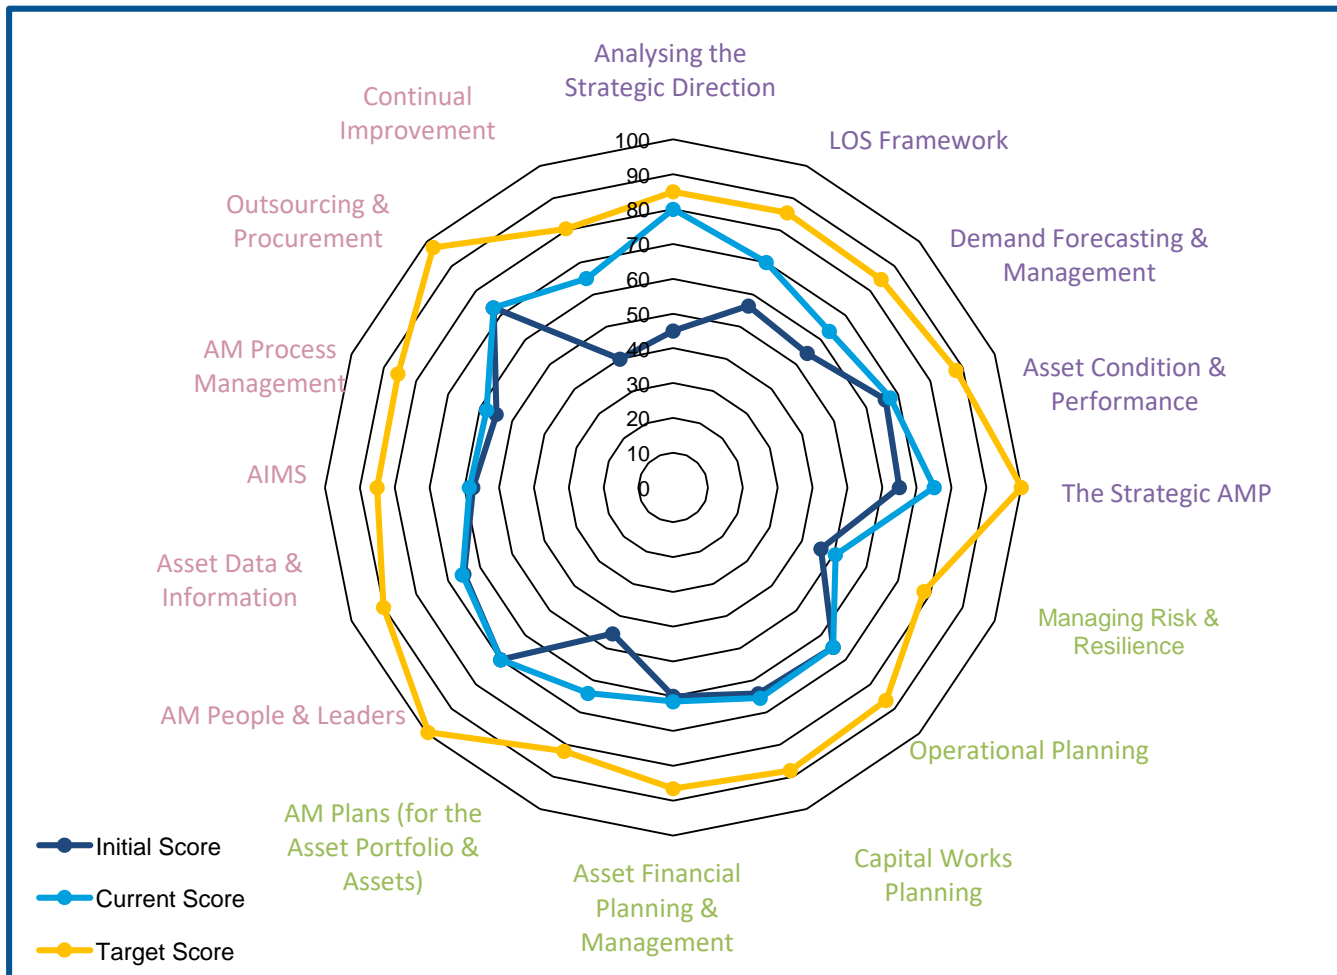 Analysing the
Strategic Direction
LOS Framework
Demand Forecasting &
Management
Asset Condition &
Performance
The Strategic AMP
Managing Risk &
Resilience
Operational Planning
Capital Works
Planning
Asset Financial
Planning &
Management
AM Plans (for the
Asset Portfolio &
Assets)
AM People & Leaders
Asset Data &
Information
AIMS
AM Process
Management
Outsourcing &
Procurement
Continual
Improvement
100
90
80
70
60
50
40
30
20
10
0
Initial Score
Current Score
Target Score